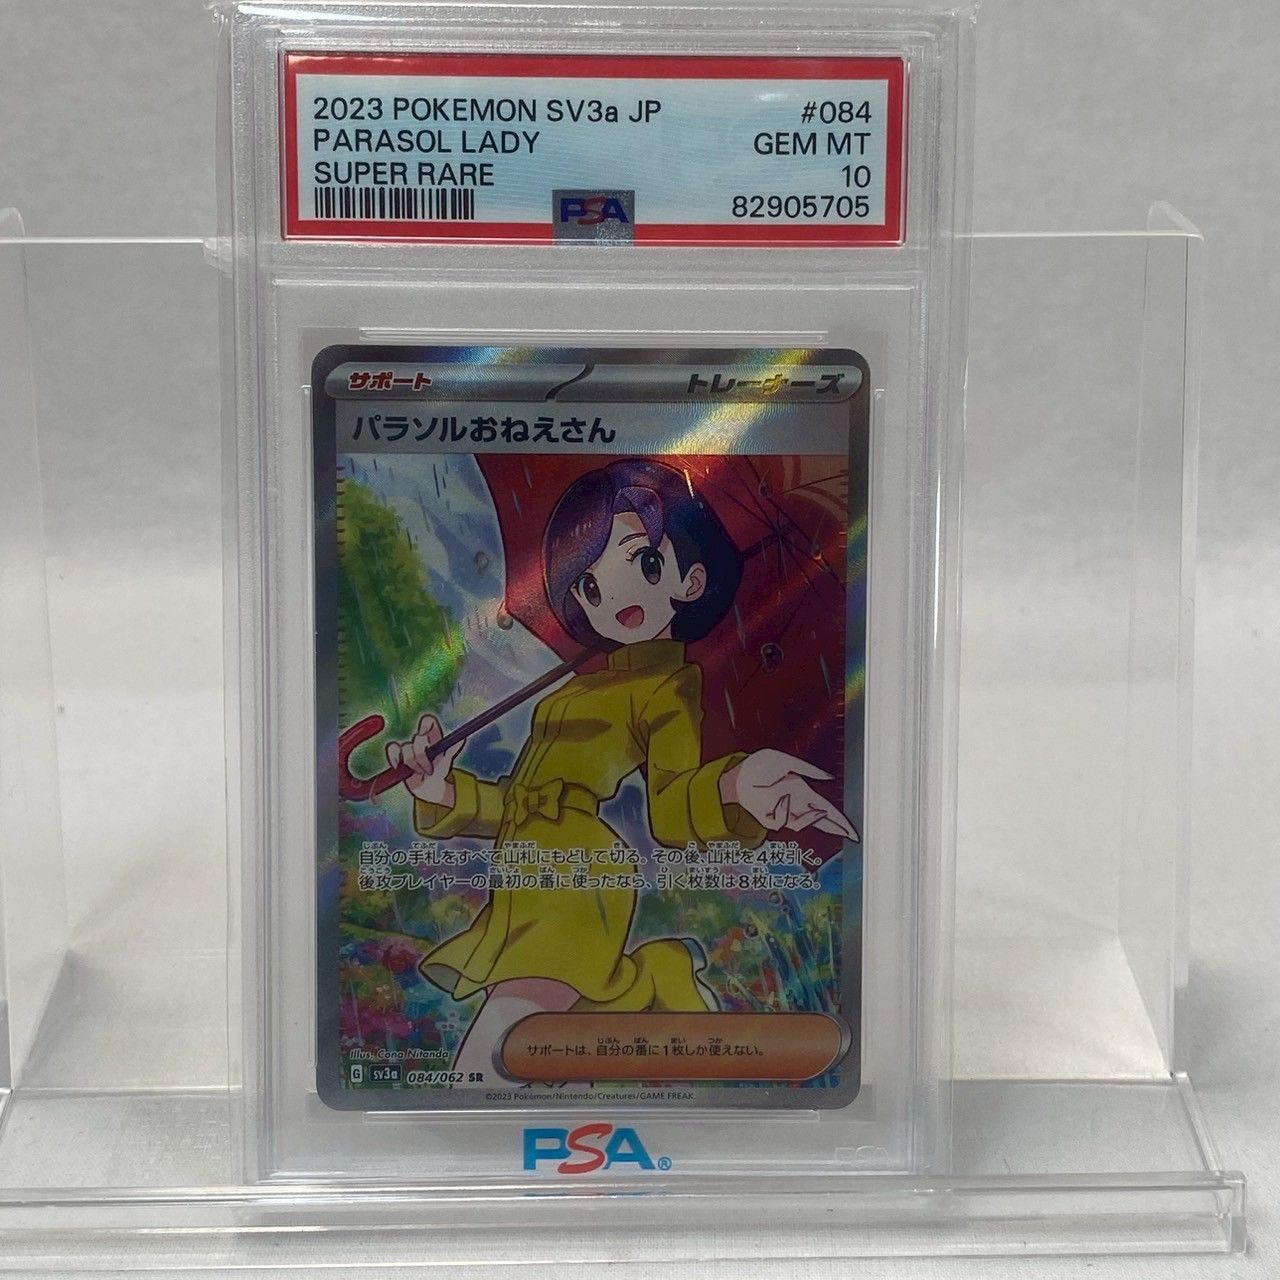 2023 POKEMON SV3a JP #084
PARASOL LADY GEM MT
SUPER RARE 10
PSA 82905705
サポート トレーナーズ
パラソルおねえさん
自分の手札をすべて山札にもどして切る。その後、山札を4枚引く。
後攻プレイヤーの最初の番に使ったなら、引く枚数は8枚になる。
サポートは、自分の番に1枚しか使えない。
Illus. Cona Nitanda
G SV3a 084/062 SR
©2023 Pokémon/Nintendo/Creatures/GAME FREAK.
PSA®
PSA